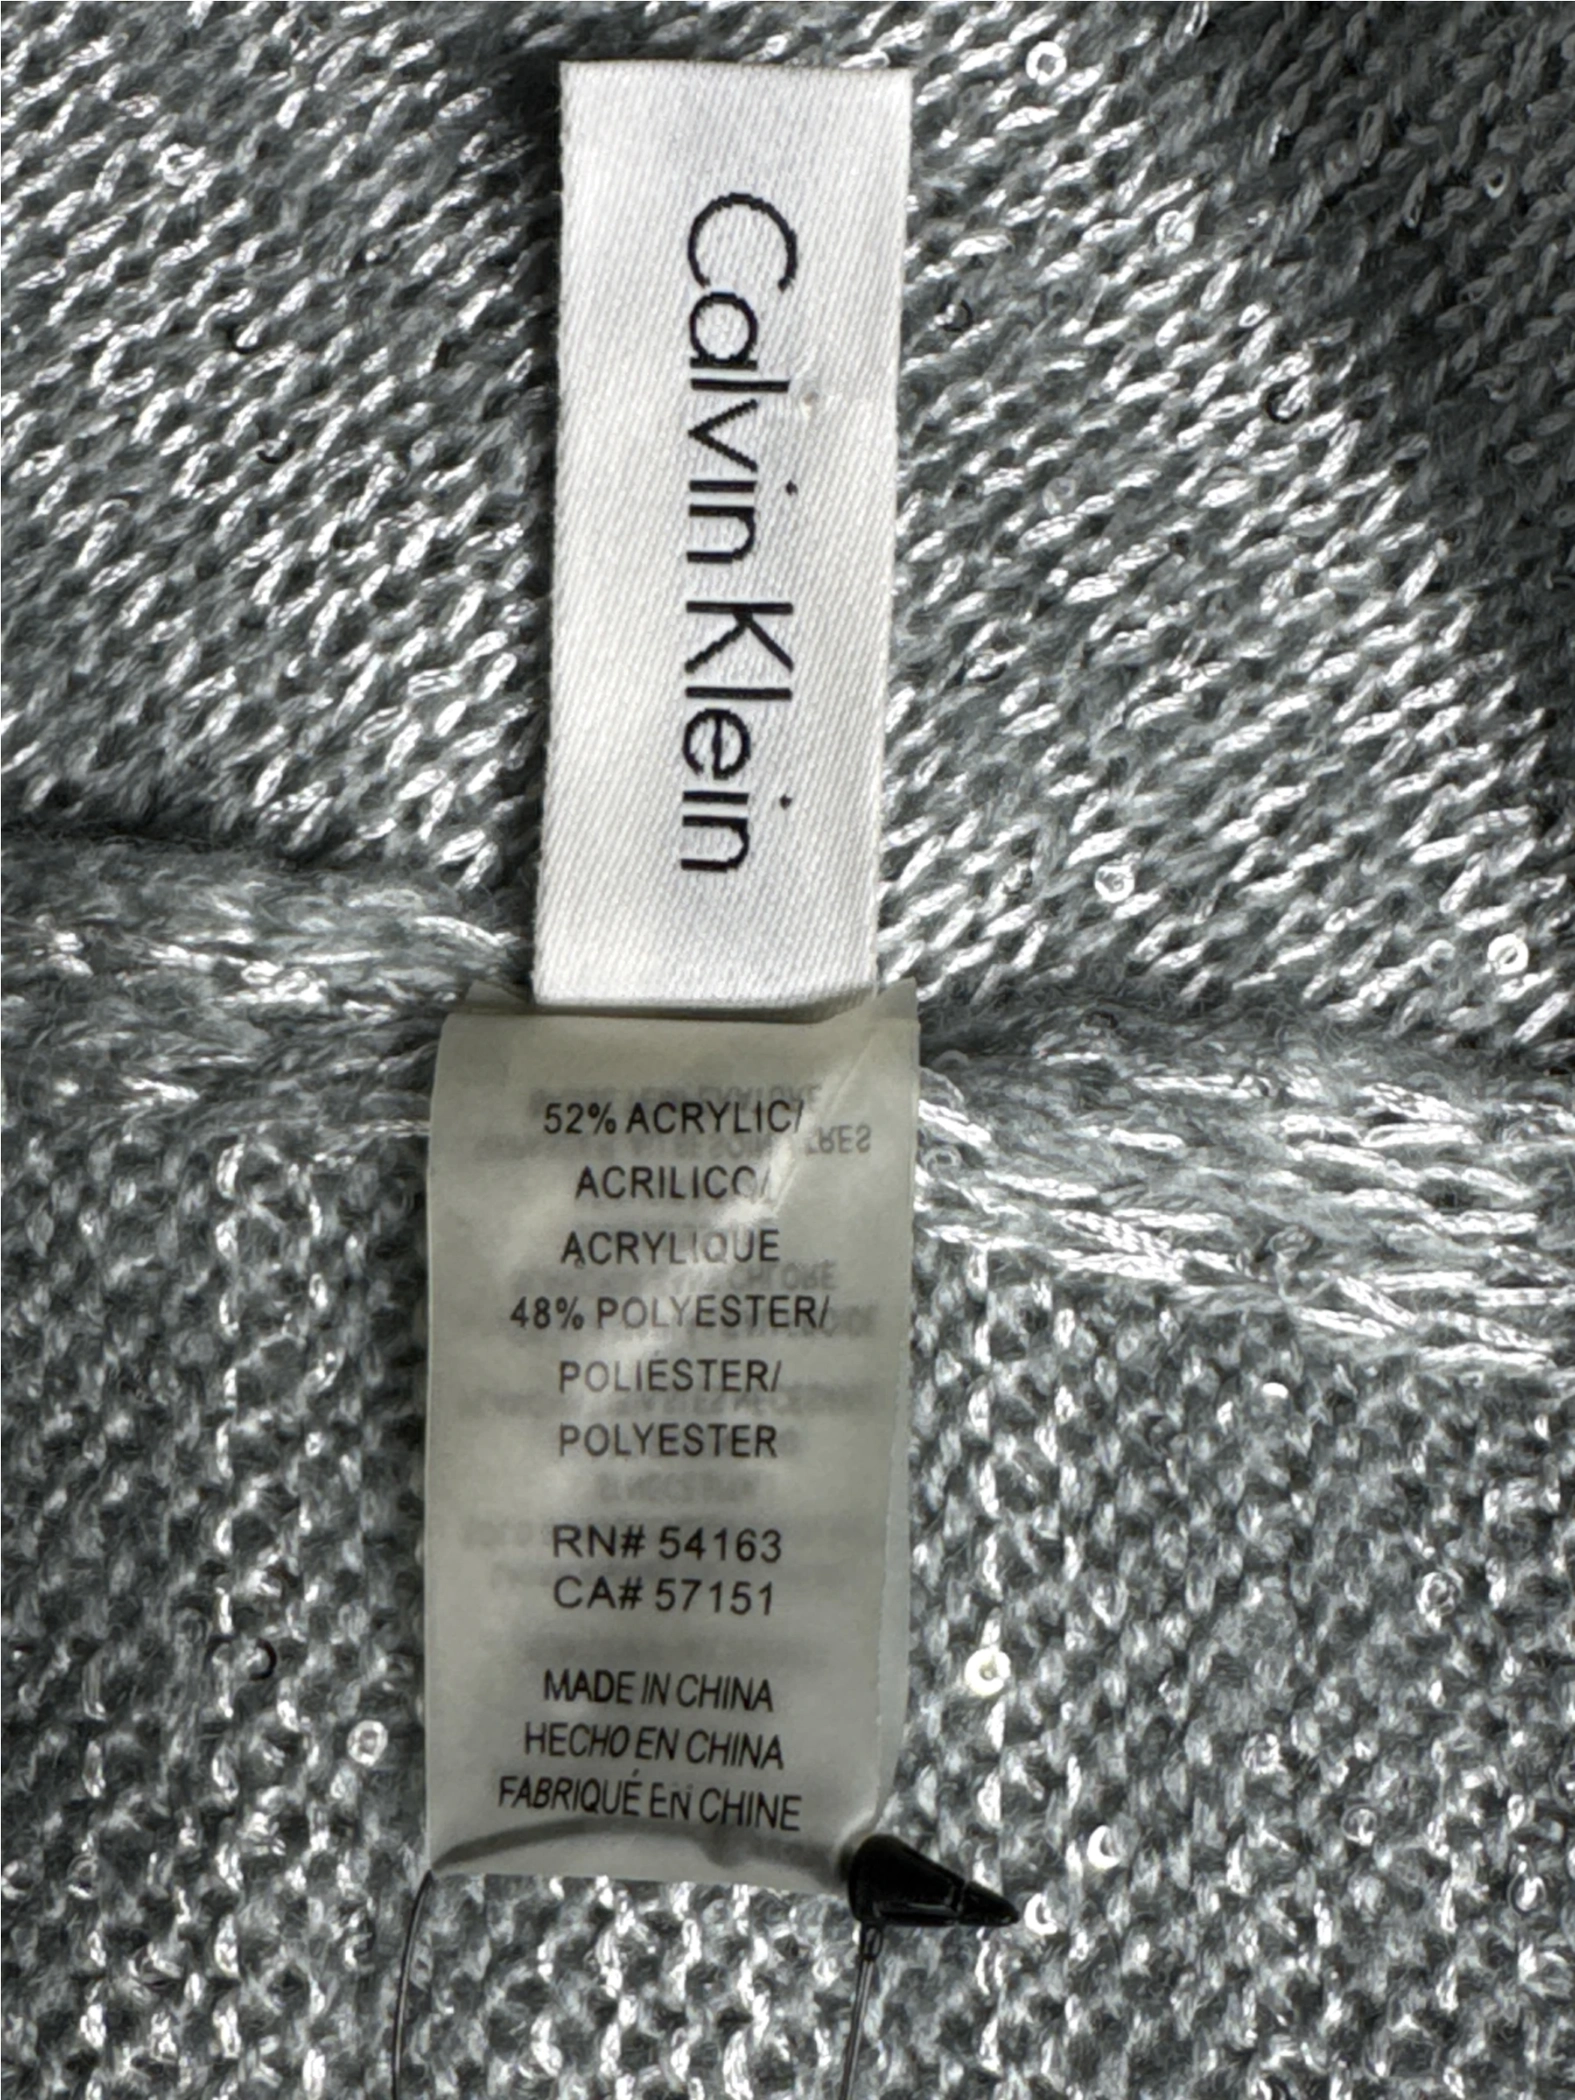 Calvin Klein
52% ACRYLIC/
ACRILICO/
ACRYLIQUE
48% POLYESTER/
POLIÉSTER/
POLYESTER
RN# 54163
CA# 57151
MADE IN CHINA
HECHO EN CHINA
FABRIQUÉ EN CHINE